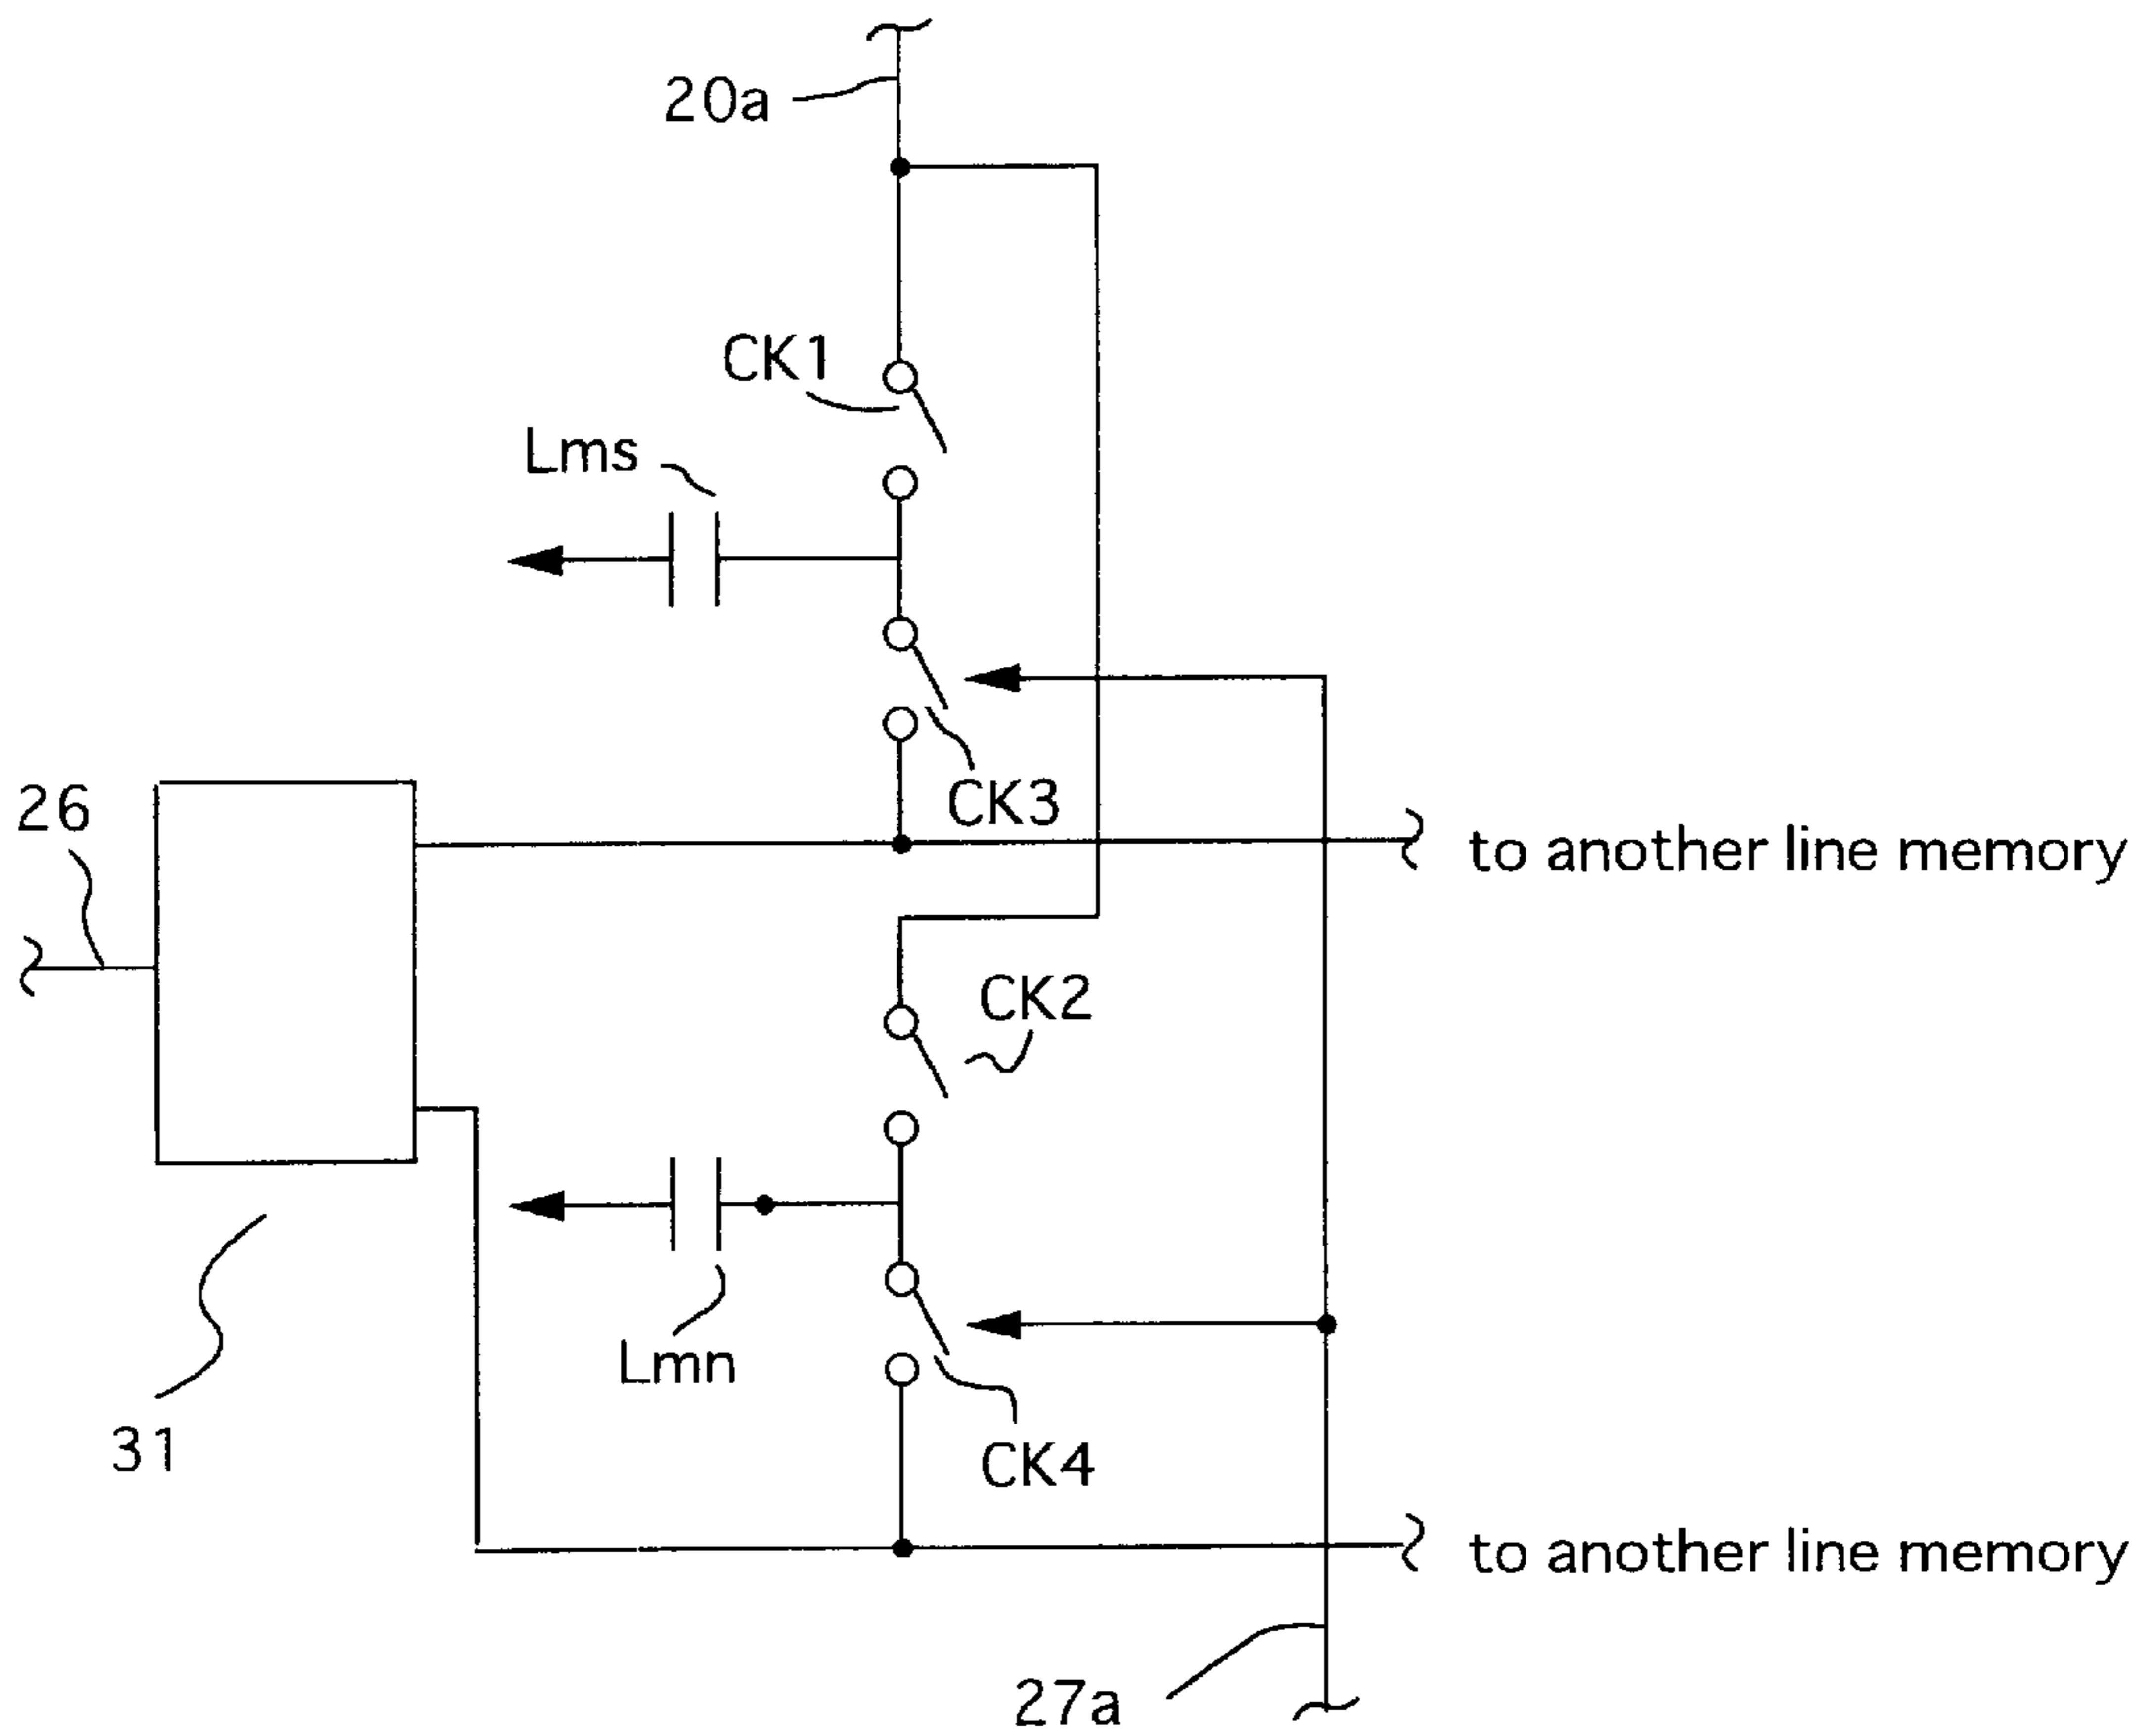 20a
CK1
Lms
CK3
26
to another line memory
CK2
Lmn
31
CK4
to another line memory
27a